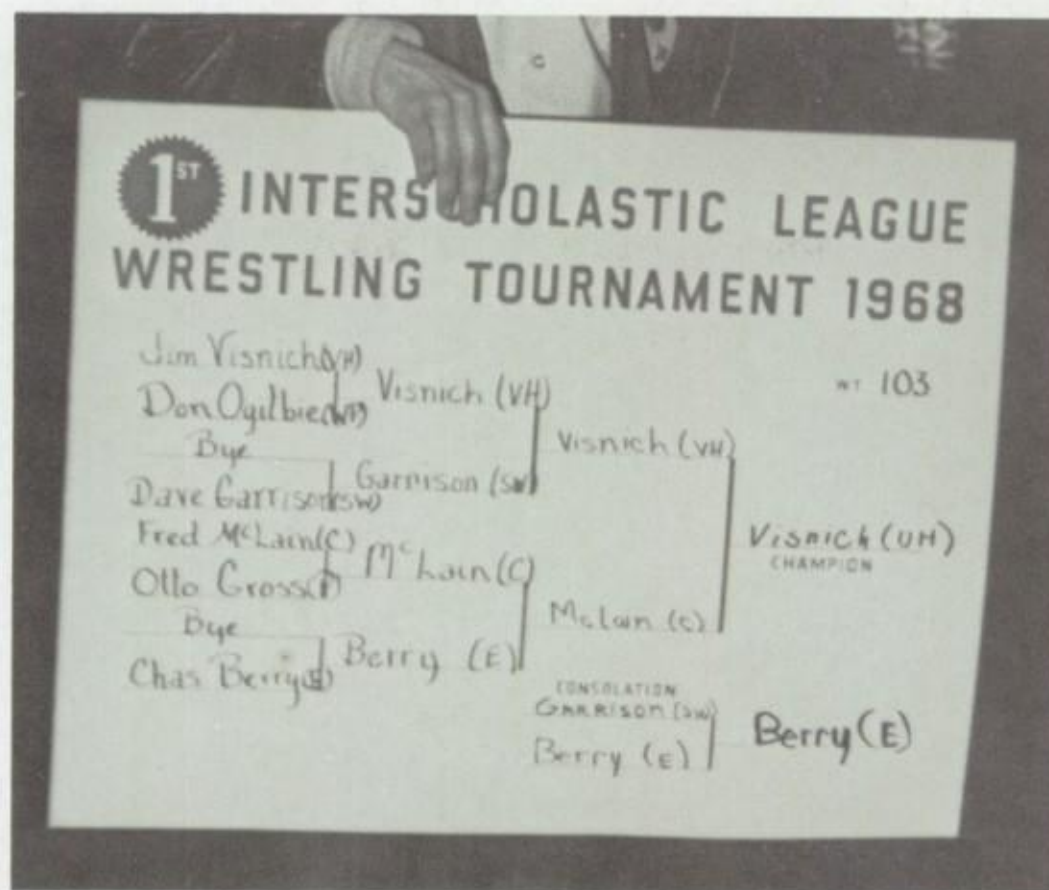 1ST INTERSCHOLASTIC LEAGUE
WRESTLING TOURNAMENT 1968
WT 103
Jim Visnich (VH)
Don Ogilbie
Bye
Dave Garrison (SW)
Fred McLain (C)
Otto Gross
Bye
Chas Berry (E)
Visnich (VH)
Garrison (SW)
McLain (C)
Berry (E)
Visnich (VH)
McLain (C)
Visnich (UH)
CHAMPION
CONSOLATION
GARRISON (SW)
Berry (E)
Berry (E)